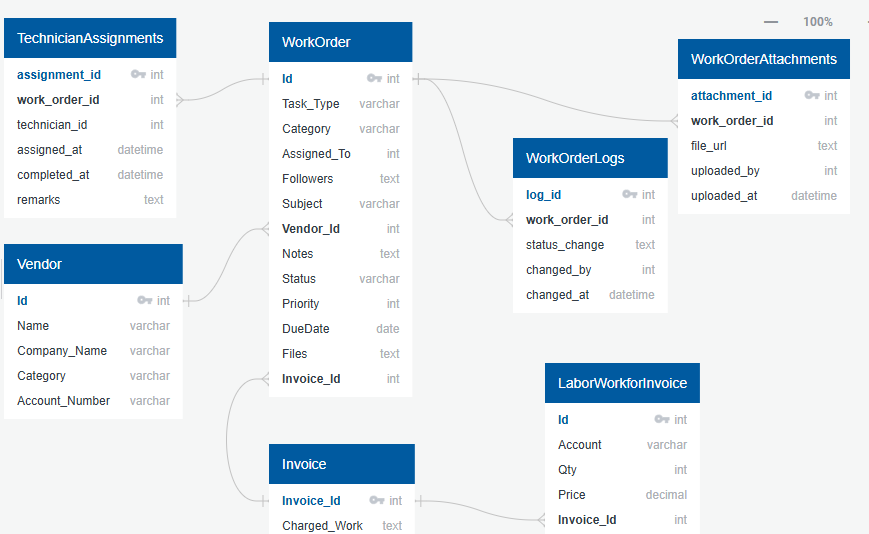 100%
TechnicianAssignments
assignment_id int
work_order_id int
technician_id int
assigned_at datetime
completed_at datetime
remarks text
WorkOrder
Id int
Task_Type varchar
Category varchar
Assigned_To int
Followers text
Subject varchar
Vendor_Id int
Notes text
Status varchar
Priority int
DueDate date
Files text
Invoice_Id int
WorkOrderAttachments
attachment_id int
work_order_id int
file_url text
uploaded_by int
uploaded_at datetime
WorkOrderLogs
log_id int
work_order_id int
status_change text
changed_by int
changed_at datetime
Vendor
Id int
Name varchar
Company_Name varchar
Category varchar
Account_Number varchar
LaborWorkforInvoice
Id int
Account varchar
Qty int
Price decimal
Invoice_Id int
Invoice
Invoice_Id int
Charged_Work text